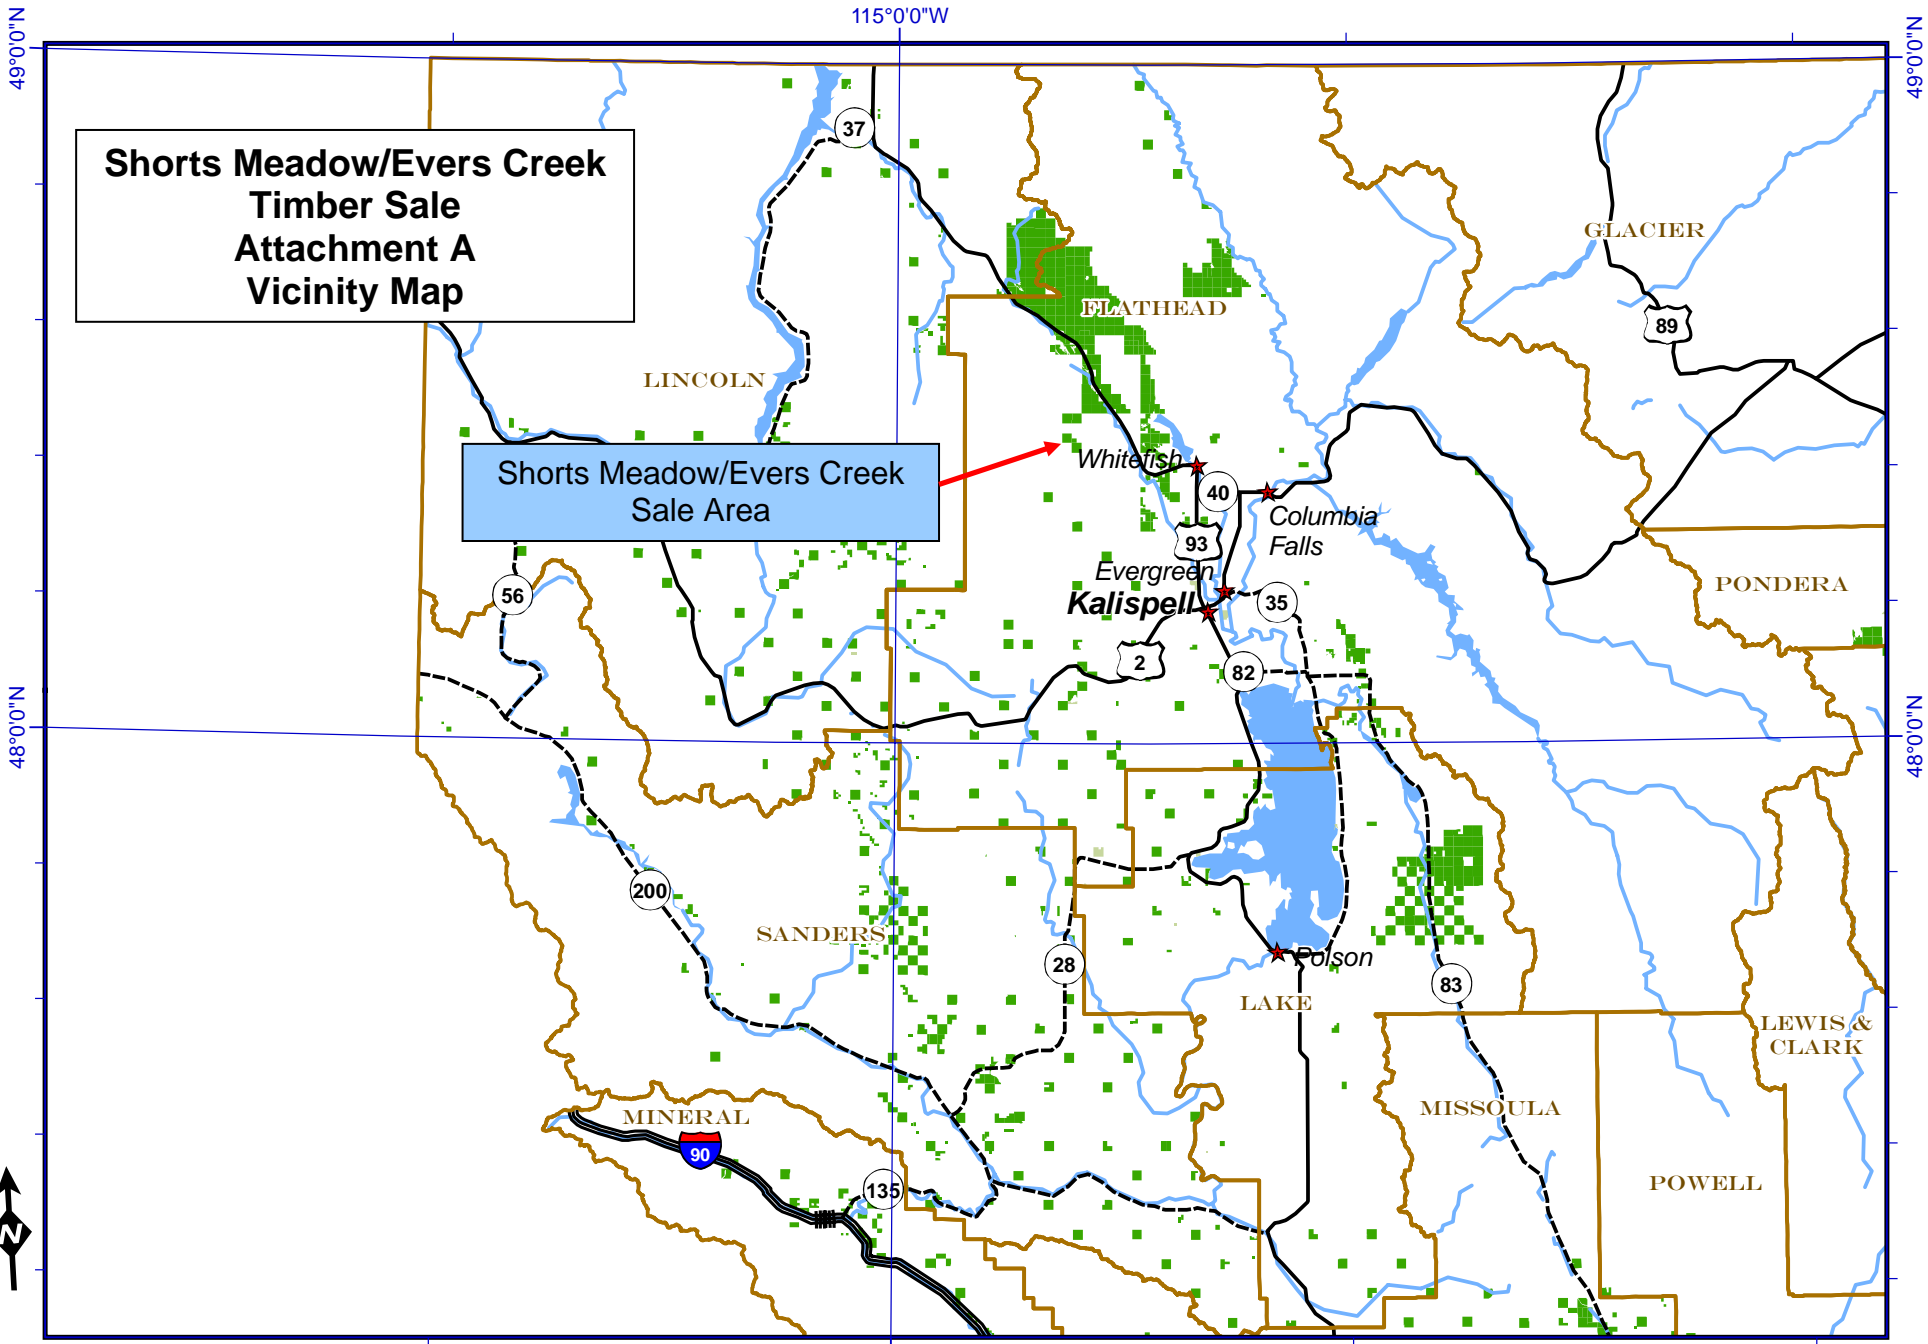 115°0'0"W
49°0'0"N
49°0'0"N
37
Shorts Meadow/Evers Creek
Timber Sale
Attachment A
Vicinity Map
GLACIER
FLATHEAD
89
LINCOLN
Whitefish
Shorts Meadow/Evers Creek
Sale Area
40
Columbia
Falls
93
Evergreen
PONDERA
56
Kalispell
35
2
82
48°0'0"N
48°0'0"N
200
SANDERS
28
Polson
83
LAKE
LEWIS &
CLARK
MISSOULA
MINERAL
90
135
POWELL
N